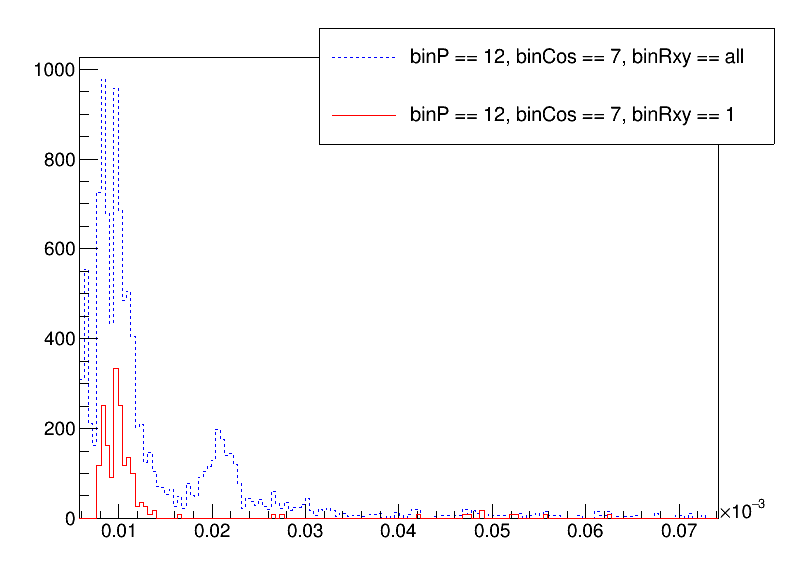 binP == 12, binCos == 7, binRxy == all
binP == 12, binCos == 7, binRxy == 1
1000
800
600
400
200
0
0.01 0.02 0.03 0.04 0.05 0.06 0.07
×10⁻³